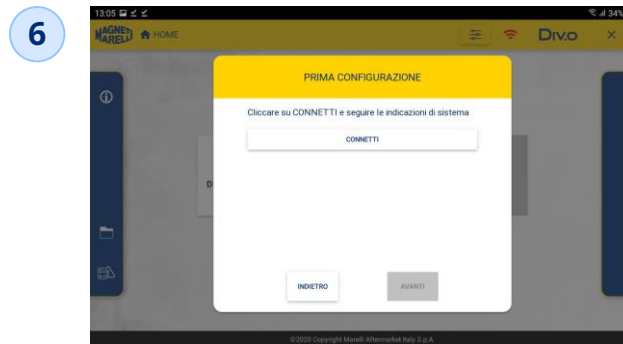 6
13:05
34%
MAGNETI
MARELLI
HOME
DIV.O
PRIMA CONFIGURAZIONE
Cliccare su CONNETTI e seguire le indicazioni di sistema
CONNETTI
D
INDIETRO
AVANTI
©2020 Copyright Marelli Aftermarket Italy S.p.A.